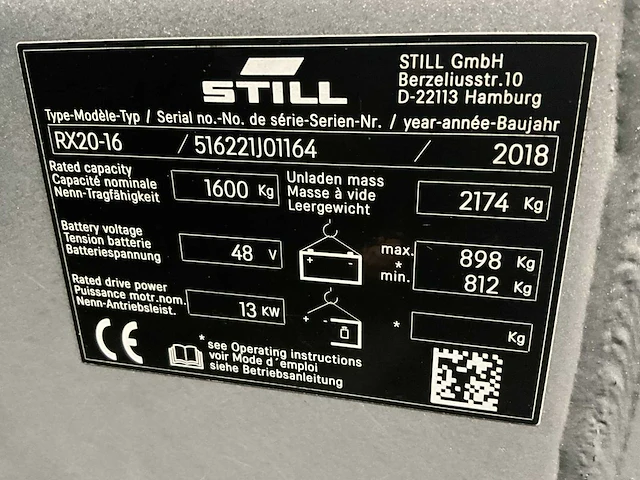 STILL
STILL GmbH
Berzeliusstr.10
D-22113 Hamburg
Type-Modèle-Typ / Serial no.-No. de série-Serien-Nr. / year-année-Baujahr
RX20-16 / 516221J01164 / 2018
Rated capacity
Capacité nominale
Nenn-Tragfähigkeit
1600 Kg
Unladen mass
Masse à vide
Leergewicht
2174 Kg
Battery voltage
Tension batterie
Batteriespannung
48 V
max. 898 Kg
*
min. 812 Kg
Rated drive power
Puissance motr.nom.
Nenn-Antriebsleist.
13 KW
* Kg
CE
* see Operating instructions
voir Mode d'emploi
siehe Betriebsanleitung